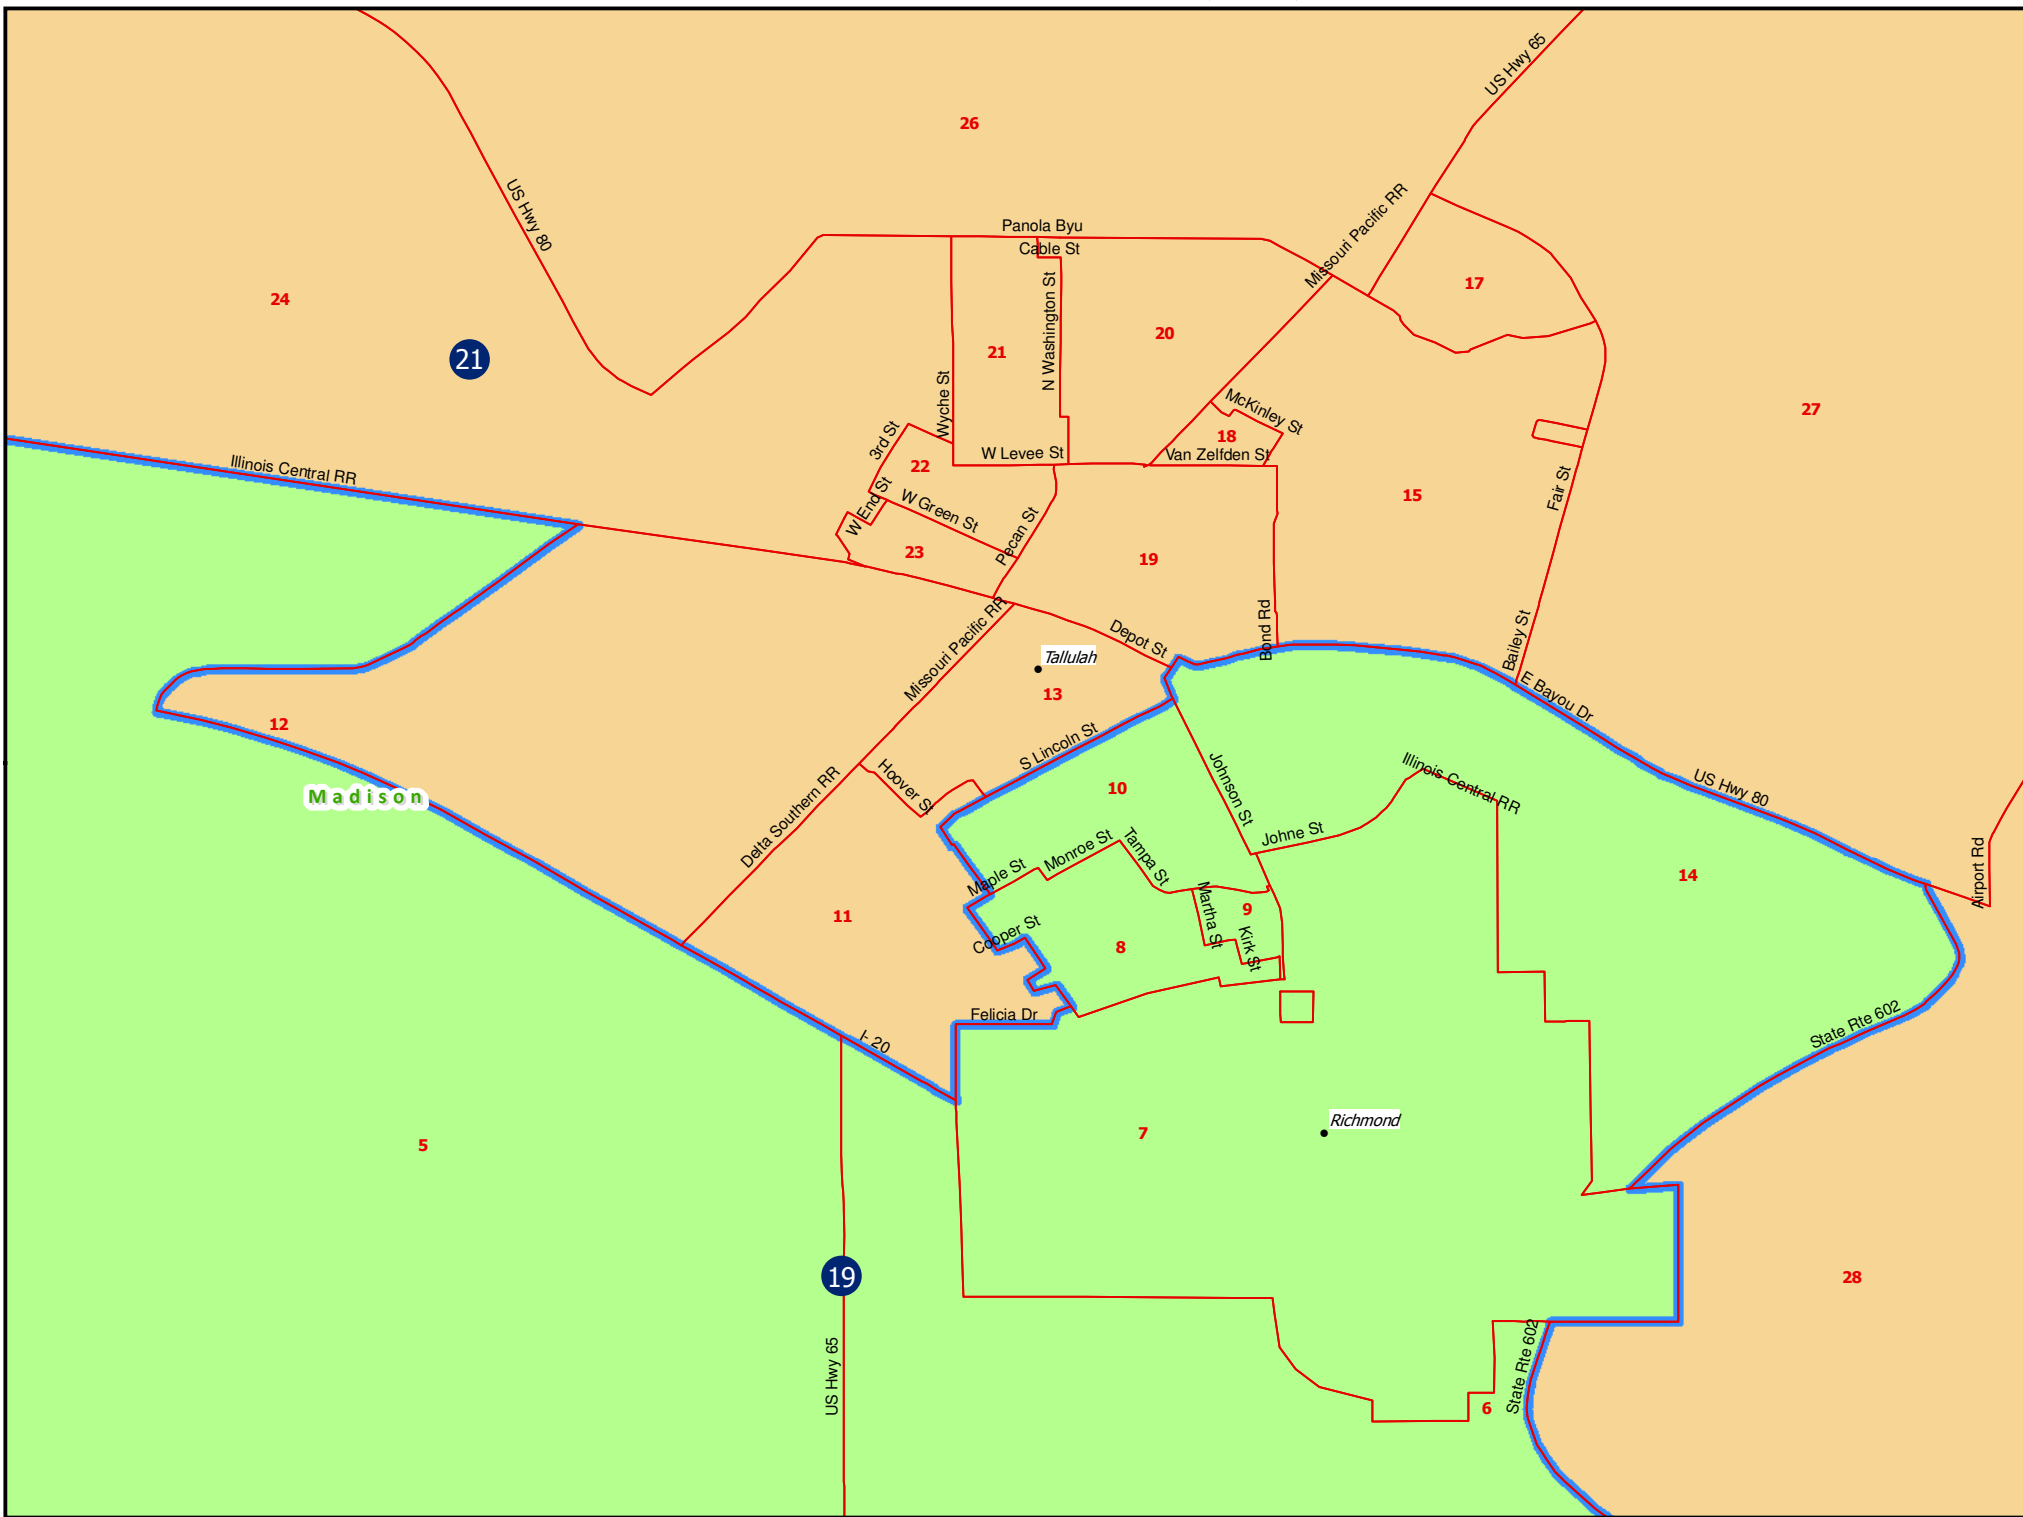 US Hwy 65
26
US Hwy 80
Missouri Pacific RR
Panola Byu
Cable St
17
24
N Washington St
20
21
21
Wyche St
McKinley St
27
3rd St
18
W Levee St
Van Zelfden St
22
Illinois Central RR
W End St
W Green St
15
Fair St
Pecan St
23
19
Missouri Pacific RR
Depot St
Bond Rd
Bailey St
Tallulah
13
E Bayou Dr
12
S Lincoln St
Johnson St
Illinois Central RR
Hoover St
Delta Southern RR
10
US Hwy 80
Madison
Johne St
Monroe St
Tampa St
Maple St
14
Airport Rd
11
Martha St
9
Cooper St
8
Kirk St
Felicia Dr
State Rte 602
I- 20
Richmond
7
5
19
28
State Rte 602
US Hwy 65
6